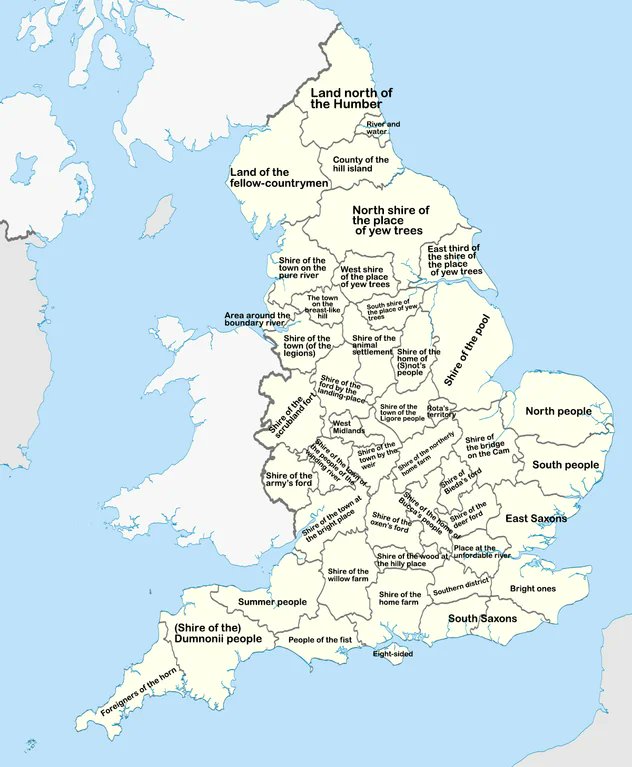 Land north of
the Humber
River and
water
County of the
hill island
Land of the
fellow-countrymen
North shire of
the place
of yew trees
East third of
the shire of
the place
of yew trees
Shire of the
town on the
pure river
West shire
of the place
of yew trees
The town
on the
breast-like
hill
South shire of
the place of yew
trees
Area around the
boundary river
Shire of the
town (of the
legions)
Shire of the
animal
settlement
Shire of the
home of
(S)not's
people
Shire of the pool
Shire of the
ford by the
landing-place
Shire of the
scrubland fort
Shire of the
town of the
Ligore people
Rota's
territory
North people
West
Midlands
Shire of the
town by the
weir
Shire of the northerly
home farm
Shire of
the bridge
on the Cam
South people
Shire of the town of
the people of the
winding river
Shire of the
army's ford
Shire of
Bieda's ford
Shire of the home of
Bucca's people
Shire of the
deer ford
East Saxons
Shire of the town at
the bright place
Shire of the
oxen's ford
Place at the
unfordable river
Shire of the wood at
the hilly place
Shire of the
willow farm
Southern district
Bright ones
Shire of the
home farm
Summer people
South Saxons
(Shire of the)
Dumnonii people
People of the fist
Eight-sided
Foreigners of the horn